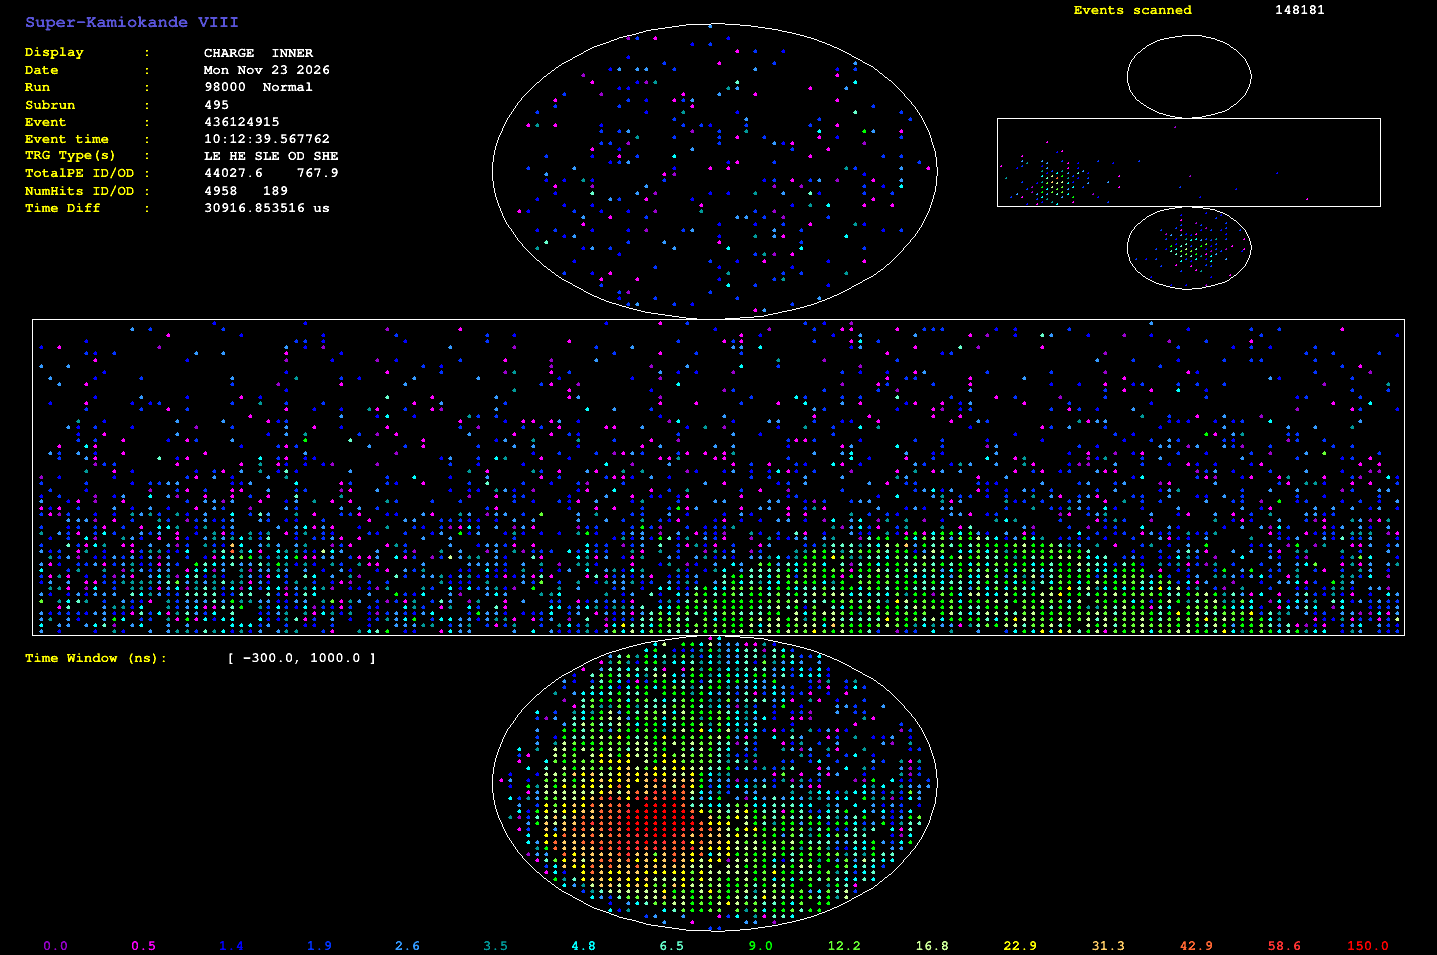 Super-Kamiokande VIII
Events scanned 148181
Display : CHARGE INNER
Date : Mon Nov 23 2026
Run : 98000 Normal
Subrun : 495
Event : 436124915
Event time : 10:12:39.567762
TRG Type(s) : LE HE SLE OD SHE
TotalPE ID/OD : 44027.6 767.9
NumHits ID/OD : 4958 189
Time Diff : 30916.853516 us
Time Window (ns): [ -300.0, 1000.0 ]
0.0 0.5 1.4 1.9 2.6 3.5 4.8 6.5 9.0 12.2 16.8 22.9 31.3 42.9 58.6 150.0